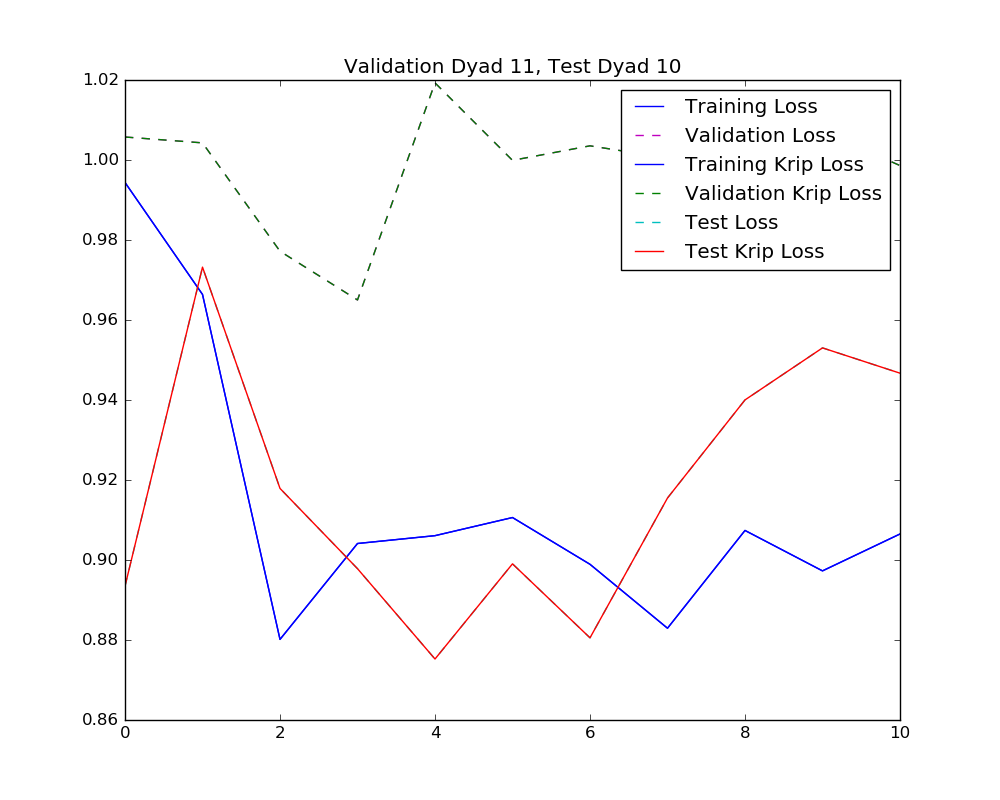 Validation Dyad 11, Test Dyad 10
1.02
1.00
0.98
0.96
0.94
0.92
0.90
0.88
0.86
0 2 4 6 8 10
Training Loss
Validation Loss
Training Krip Loss
Validation Krip Loss
Test Loss
Test Krip Loss